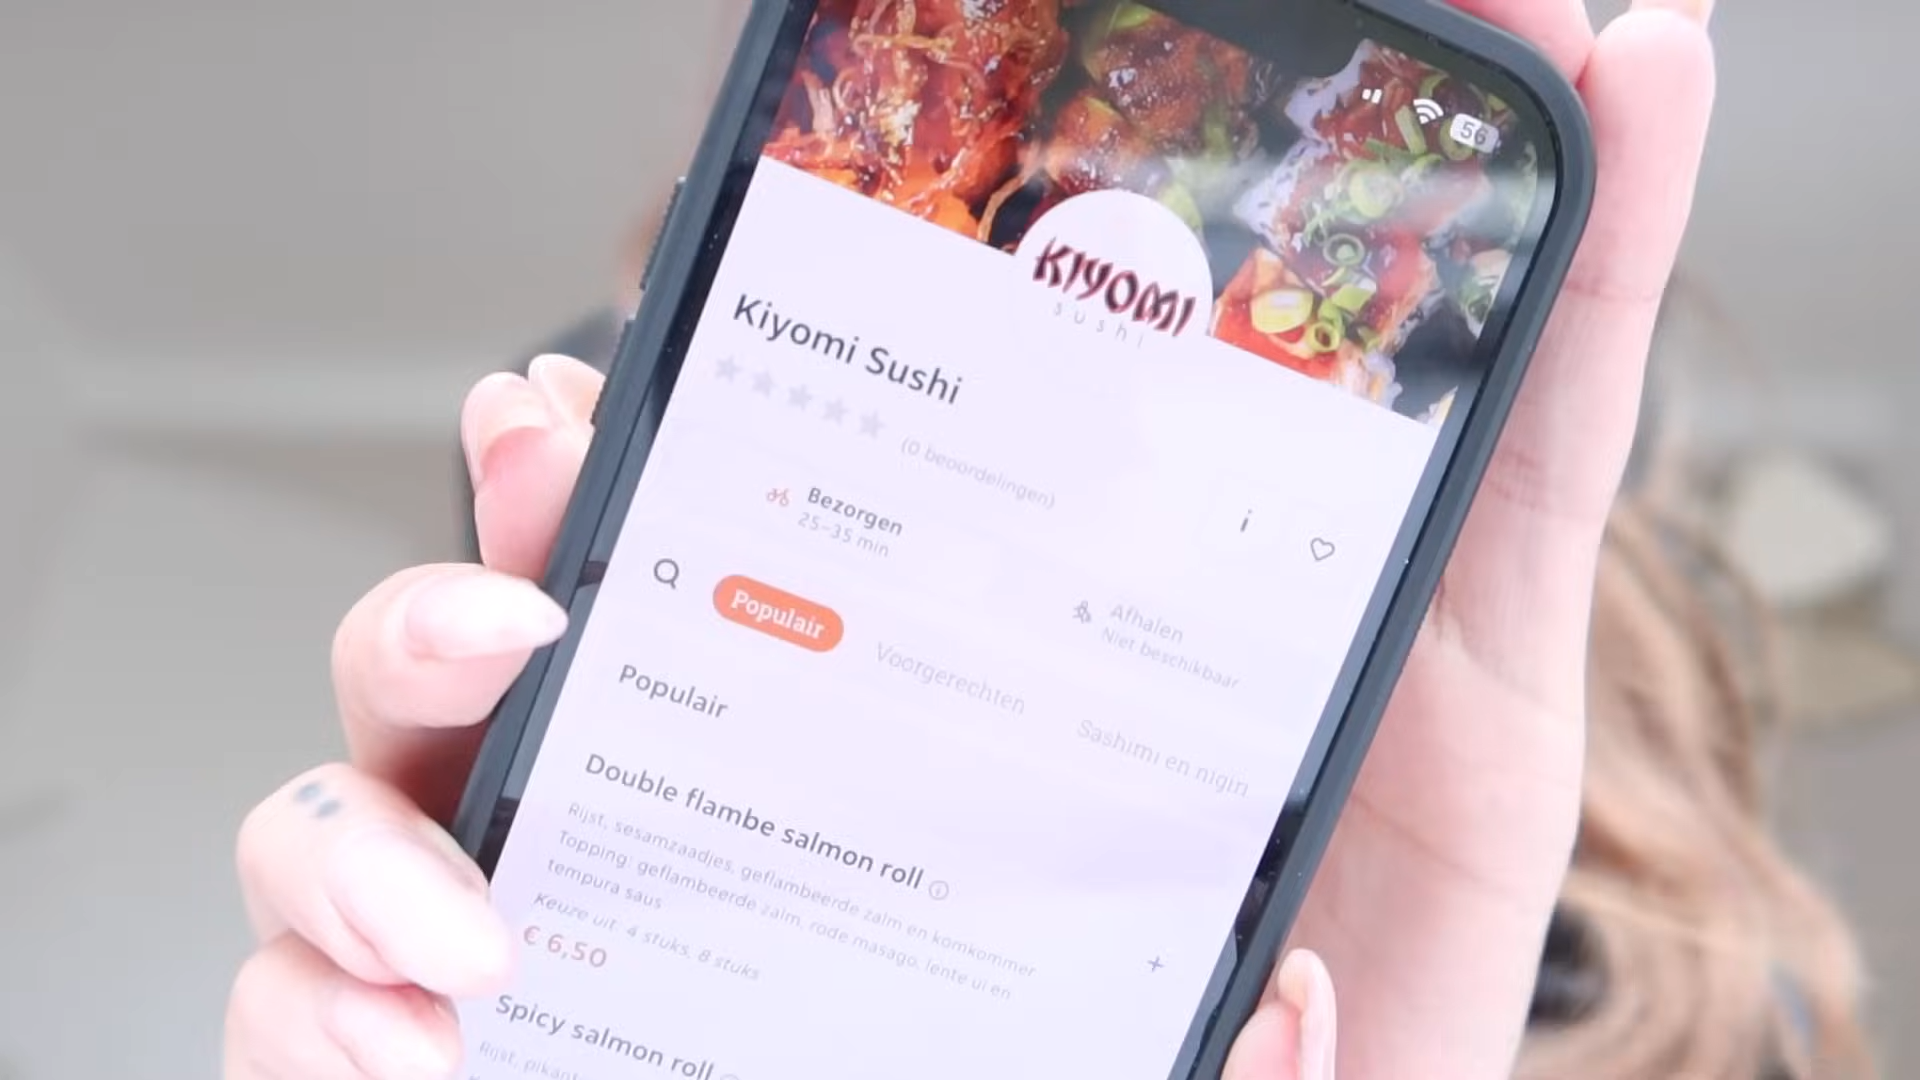 56
KIYOMI
sushi
Kiyomi Sushi
(0 beoordelingen)
Bezorgen
25-35 min
Afhalen
Niet beschikbaar
Populair
Voorgerechten
Sashimi en nigiri
Populair
Double flambe salmon roll
Rijst, sesamzaadjes, geflambeerde zalm en komkommer
Topping: geflambeerde zalm, rode masago, lente ui en
tempura saus
Keuze uit: 4 stuks, 8 stuks
€ 6,50
Spicy salmon roll
Rijst,